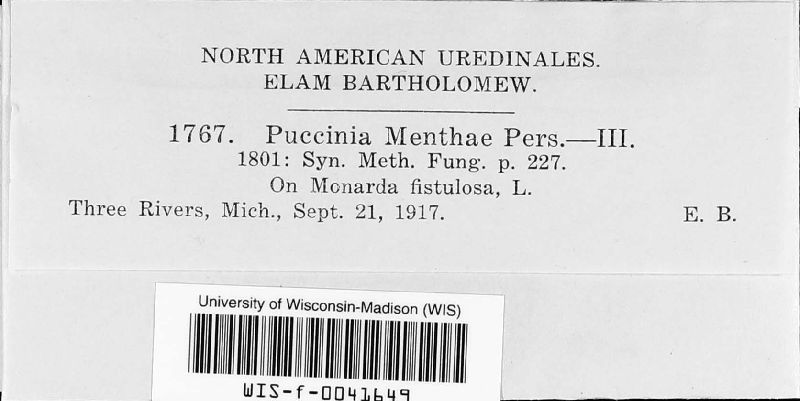 NORTH AMERICAN UREDINALES.
ELAM BARTHOLOMEW.
1767. Puccinia Menthae Pers.—III.
1801: Syn. Meth. Fung. p. 227.
On Monarda fistulosa, L.
Three Rivers, Mich., Sept. 21, 1917. E. B.
University of Wisconsin-Madison (WIS)
WIS-f-0041649